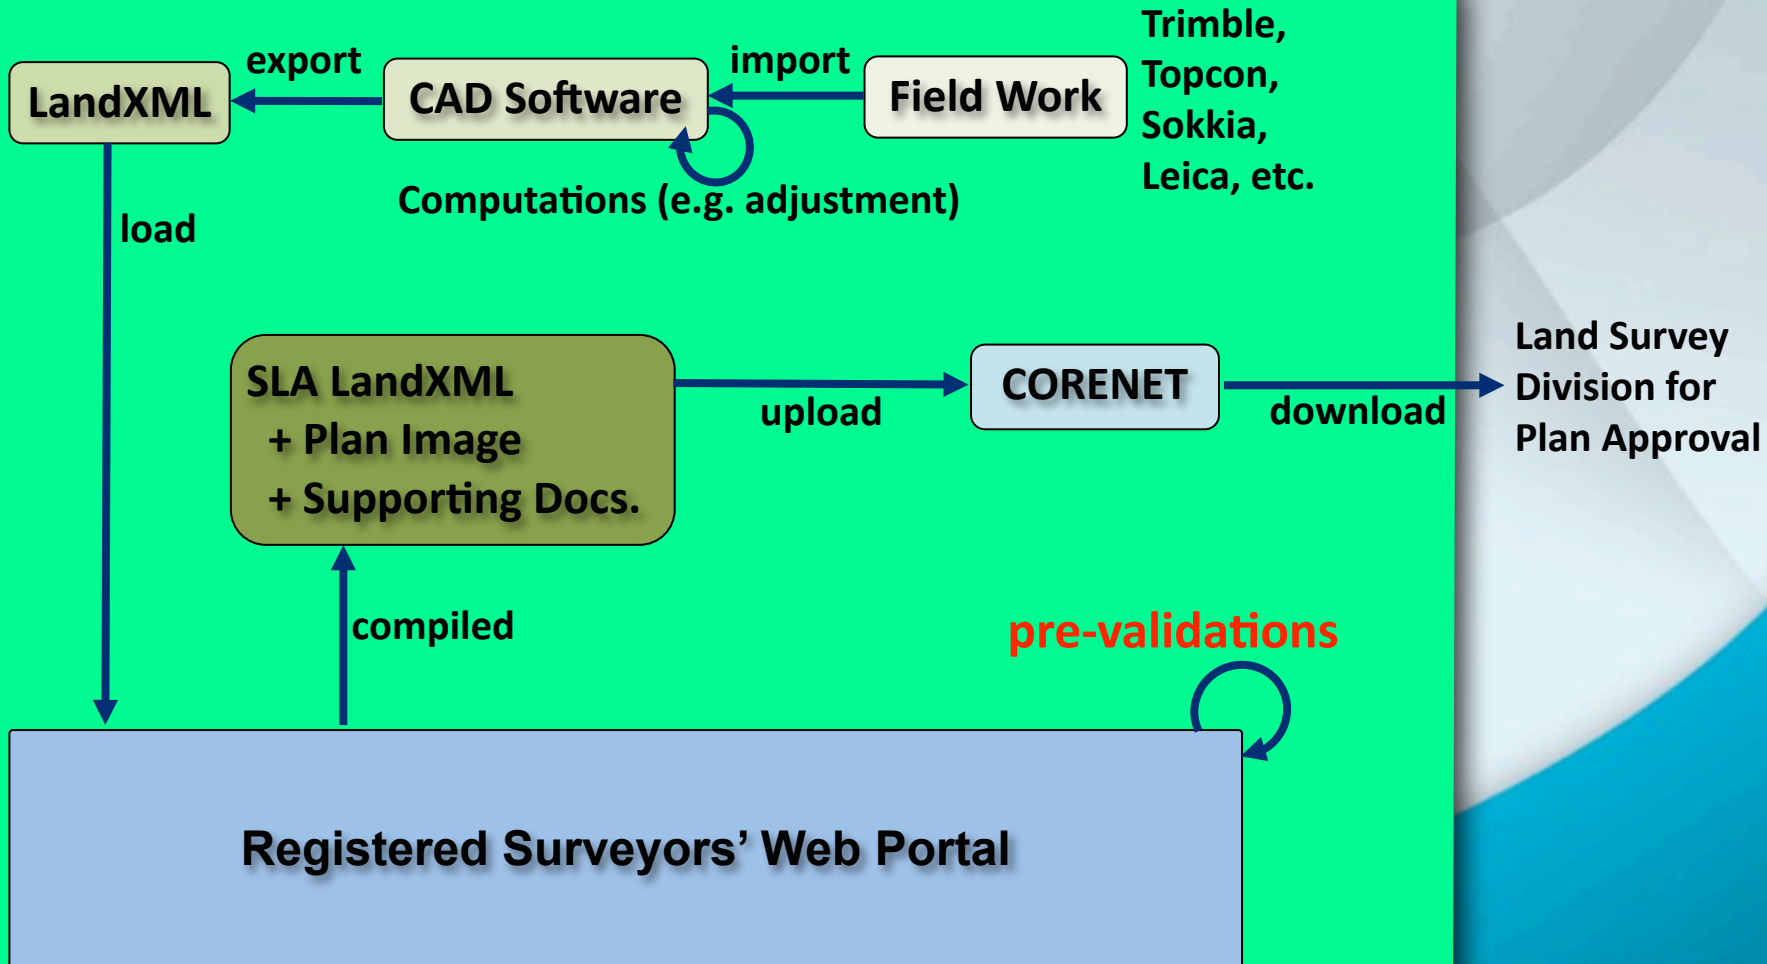 Trimble,
Topcon,
Sokkia,
Leica, etc.
export
import
LandXML
CAD Software
Field Work
Computations (e.g. adjustment)
load
SLA LandXML
+ Plan Image
+ Supporting Docs.
upload
CORENET
download
Land Survey
Division for
Plan Approval
compiled
pre-validations
Registered Surveyors’ Web Portal